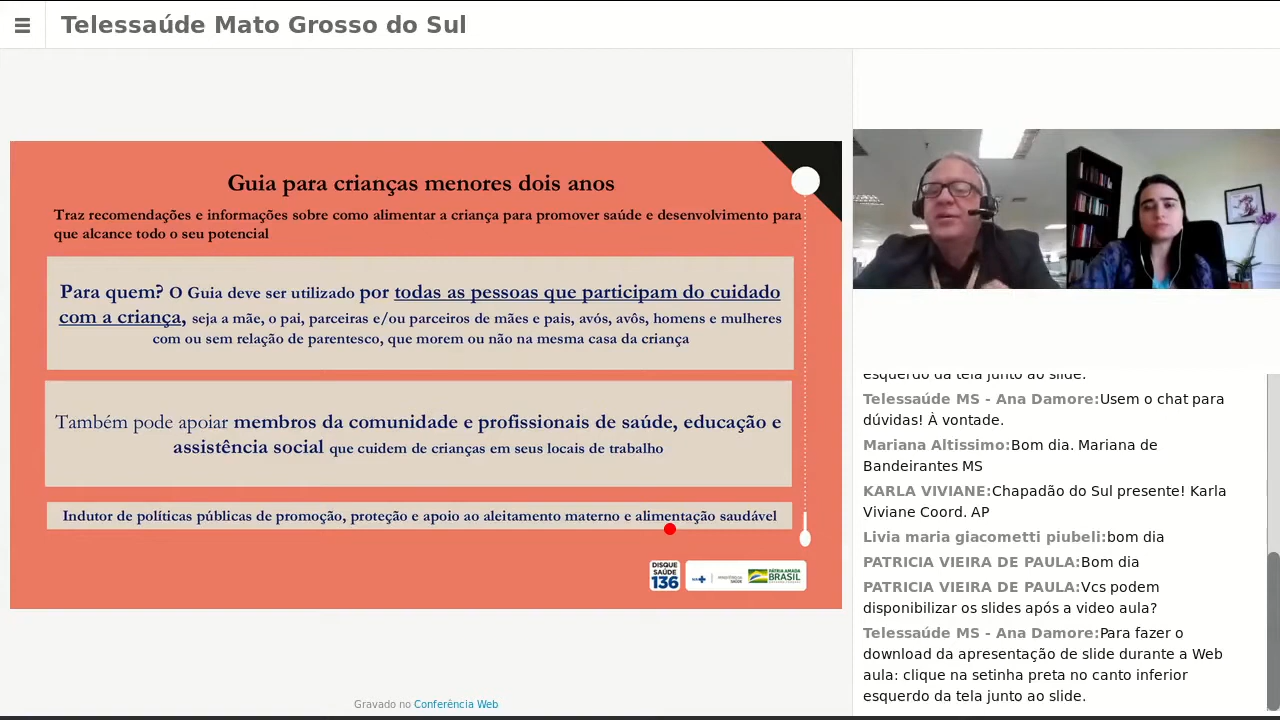 Telessaúde Mato Grosso do Sul
Guia para crianças menores dois anos
Traz recomendações e informações sobre como alimentar a criança para promover saúde e desenvolvimento para
que alcance todo o seu potencial
Para quem? O Guia deve ser utilizado por todas as pessoas que participam do cuidado
com a criança, seja a mãe, o pai, parceiras e/ou parceiros de mães e pais, avós, avôs, homens e mulheres
com ou sem relação de parentesco, que morem ou não na mesma casa da criança
Também pode apoiar membros da comunidade e profissionais de saúde, educação e
assistência social que cuidem de crianças em seus locais de trabalho
Indutor de políticas públicas de promoção, proteção e apoio ao aleitamento materno e alimentação saudável
DISQUE
SAÚDE
136
PÁTRIA AMADA
BRASIL
Gravado no Conferência Web
esquerdo da tela junto ao slide.
Telessaúde MS - Ana Damore:Usem o chat para
dúvidas! À vontade.
Mariana Altissimo:Bom dia. Mariana de
Bandeirantes MS
KARLA VIVIANE:Chapadão do Sul presente! Karla
Viviane Coord. AP
Livia maria giacometti piubeli:bom dia
PATRICIA VIEIRA DE PAULA:Bom dia
PATRICIA VIEIRA DE PAULA:Vcs podem
disponibilizar os slides após a video aula?
Telessaúde MS - Ana Damore:Para fazer o
download da apresentação de slide durante a Web
aula: clique na setinha preta no canto inferior
esquerdo da tela junto ao slide.